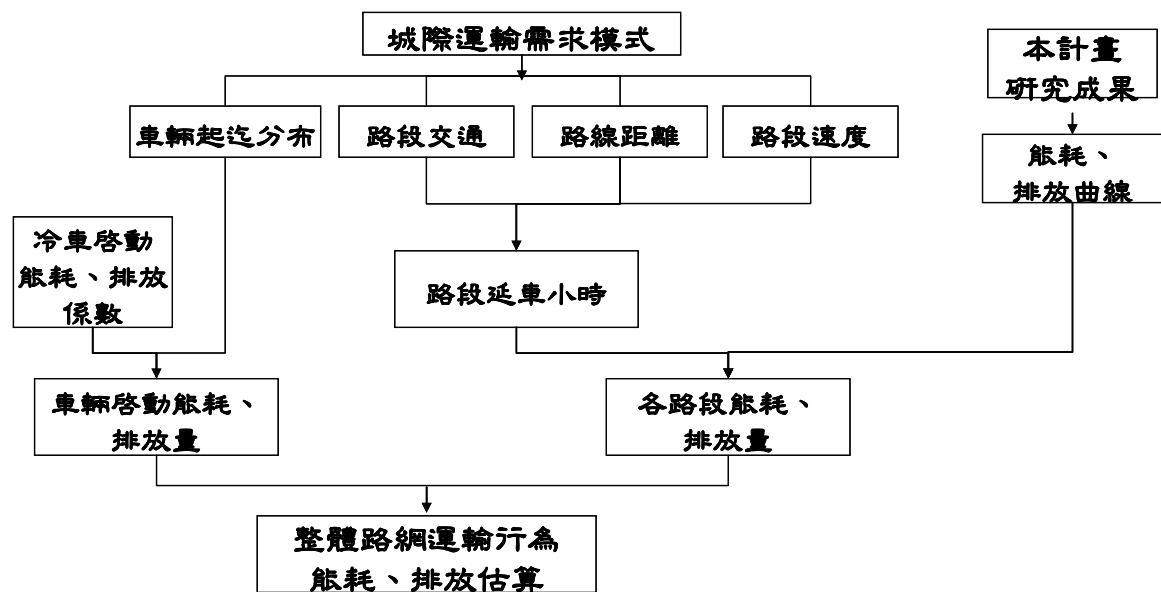 城際運輸需求模式
本計畫
研究成果
車輛起迄分布
路段交通
路線距離
路段速度
能耗、
排放曲線
冷車啓動
能耗、排放
係數
路段延車小時
車輛啓動能耗、
排放量
各路段能耗、
排放量
整體路網運輸行為
能耗、排放估算